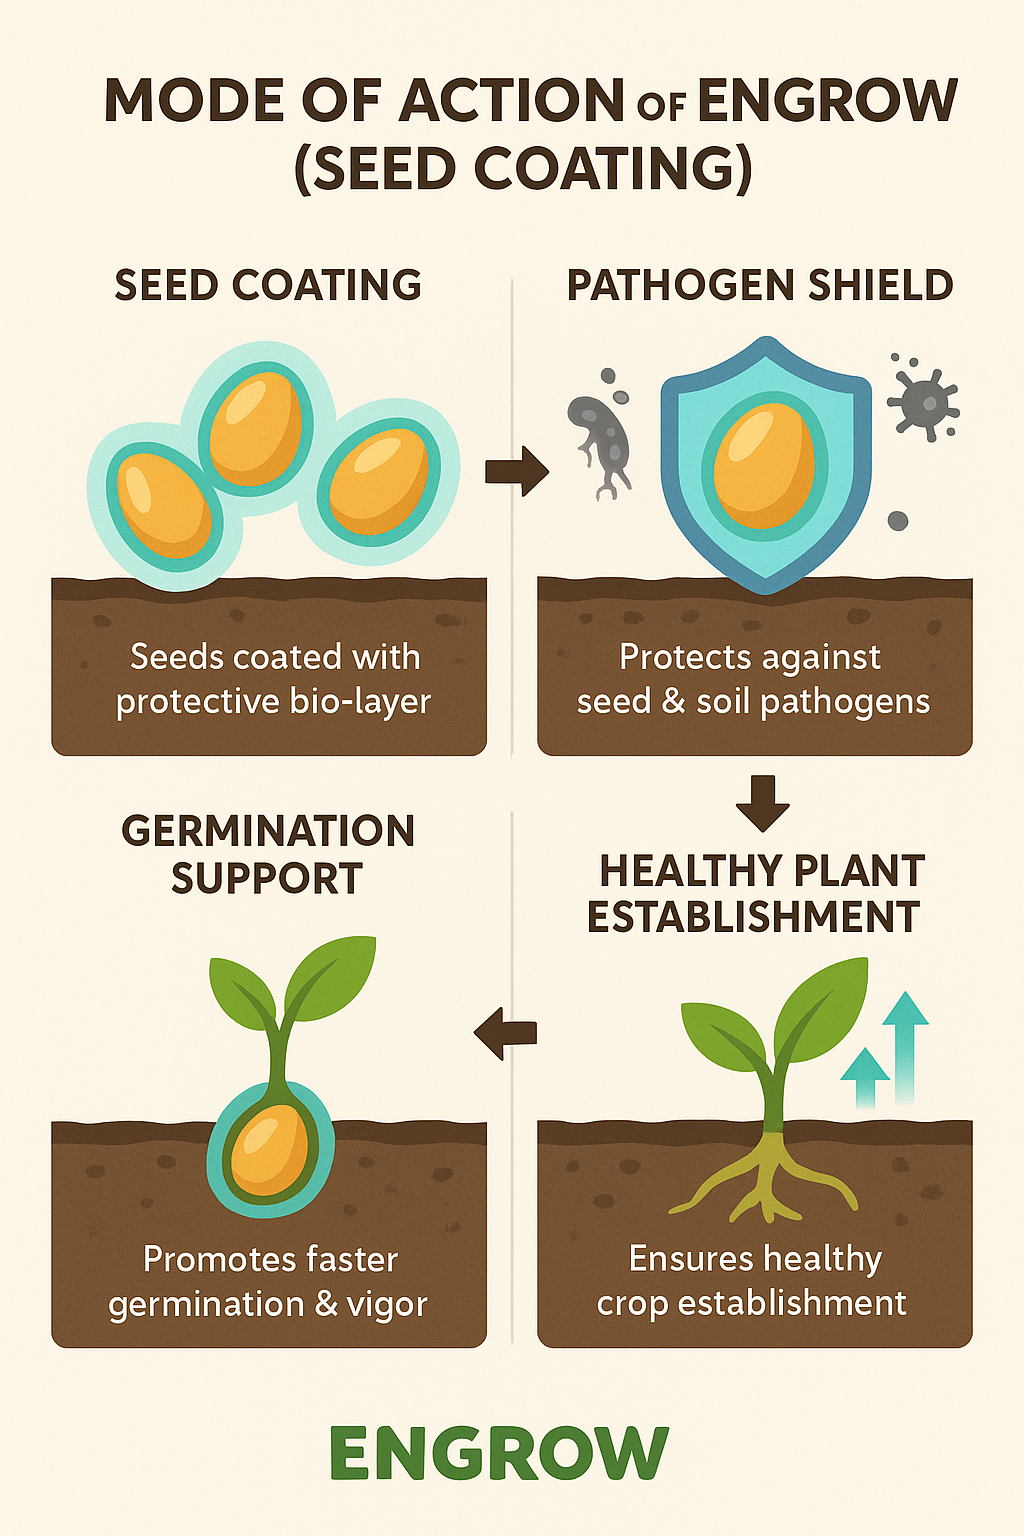 MODE OF ACTION OF ENGROW
(SEED COATING)
SEED COATING
Seeds coated with
protective bio-layer
PATHOGEN SHIELD
Protects against
seed & soil pathogens
GERMINATION
SUPPORT
Promotes faster
germination & vigor
HEALTHY PLANT
ESTABLISHMENT
Ensures healthy
crop establishment
ENGROW